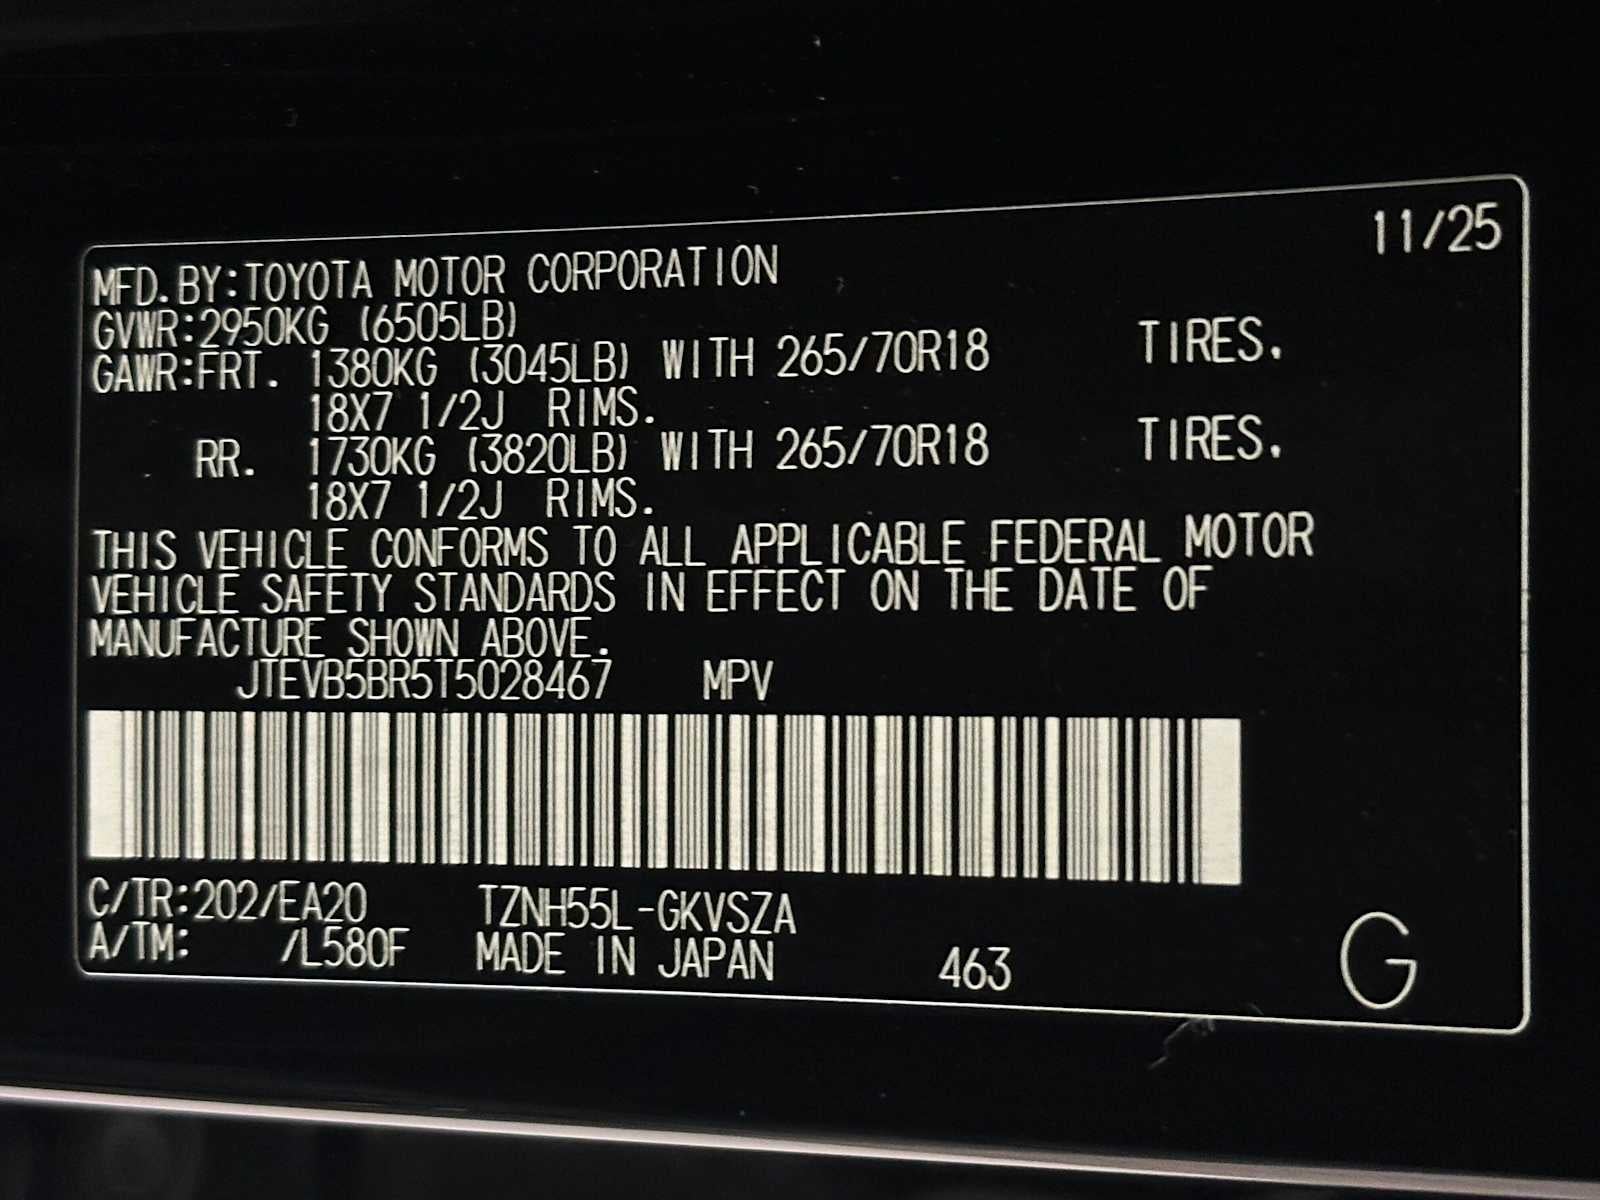 11/25
MFD.BY:TOYOTA MOTOR CORPORATION
GVWR:2950KG (6505LB)
GAWR:FRT. 1380KG (3045LB) WITH 265/70R18 TIRES.
18X7 1/2J RIMS.
RR. 1730KG (3820LB) WITH 265/70R18 TIRES.
18X7 1/2J RIMS.
THIS VEHICLE CONFORMS TO ALL APPLICABLE FEDERAL MOTOR
VEHICLE SAFETY STANDARDS IN EFFECT ON THE DATE OF
MANUFACTURE SHOWN ABOVE.
JTEVB5BR5T5028467 MPV
C/TR:202/EA20 TZNH55L-GKVSZA
A/TM: /L580F MADE IN JAPAN 463 G